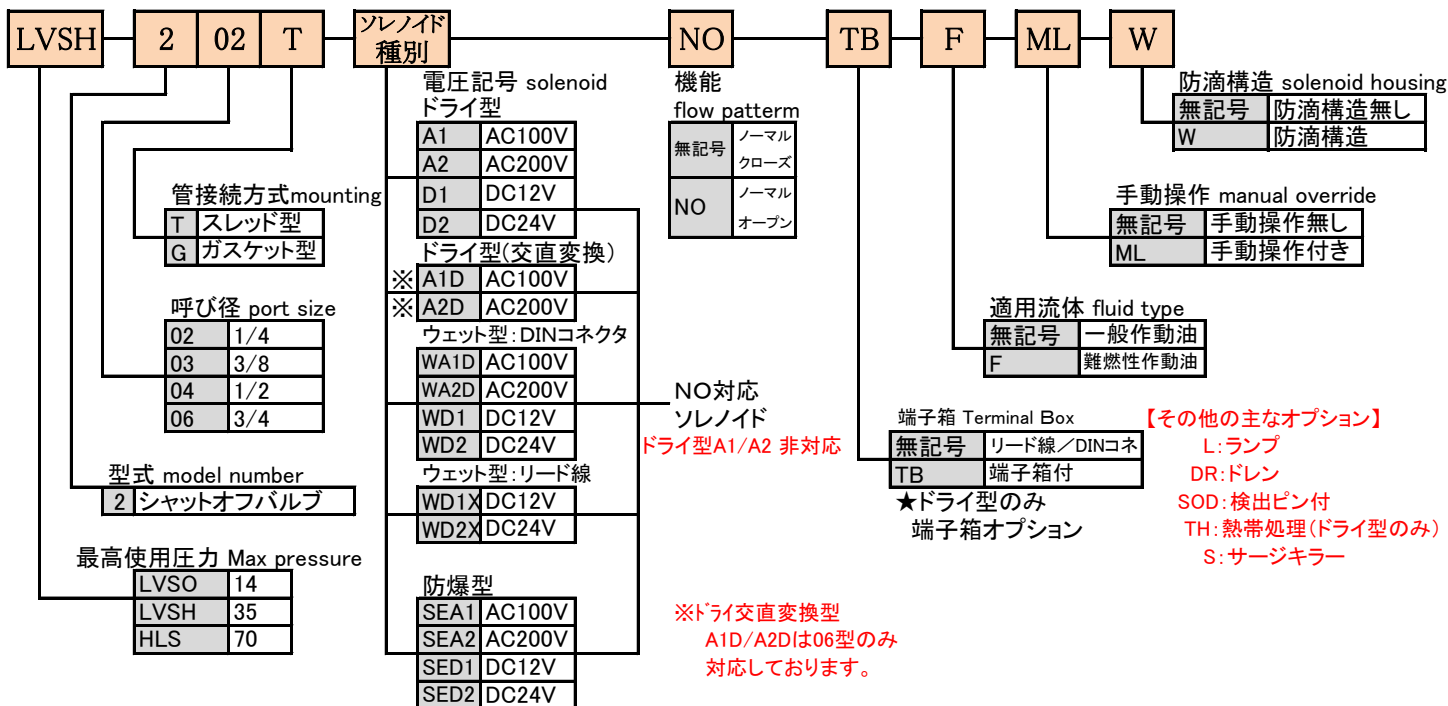 LVSH 2 02 T ソレノイド種別 NO TB F ML W
電圧記号 solenoid
ドライ型
A1 AC100V
A2 AC200V
D1 DC12V
D2 DC24V
ドライ型(交直変換)
※ A1D AC100V
※ A2D AC200V
ウェット型:DINコネクタ
WA1D AC100V
WA2D AC200V
WD1 DC12V
WD2 DC24V
ウェット型:リード線
WD1X DC12V
WD2X DC24V
防爆型
SEA1 AC100V
SEA2 AC200V
SED1 DC12V
SED2 DC24V
管接続方式mounting
T スレッド型
G ガスケット型
呼び径 port size
02 1/4
03 3/8
04 1/2
06 3/4
型式 model number
2 シャットオフバルブ
最高使用圧力 Max pressure
LVSO 14
LVSH 35
HLS 70
機能
flow patterm
無記号 ノーマル
クローズ
NO ノーマル
オープン
NO対応
ソレノイド
ドライ型A1/A2 非対応
※ドライ交直変換型
A1D/A2Dは06型のみ
対応しております。
防滴構造 solenoid housing
無記号 防滴構造無し
W 防滴構造
手動操作 manual override
無記号 手動操作無し
ML 手動操作付き
適用流体 fluid type
無記号 一般作動油
F 難燃性作動油
端子箱 Terminal Box
無記号 リード線/DINコネ
TB 端子箱付
★ドライ型のみ
端子箱オプション
【その他の主なオプション】
L:ランプ
DR:ドレン
SOD:検出ピン付
TH:熱帯処理(ドライ型のみ)
S:サージキラー